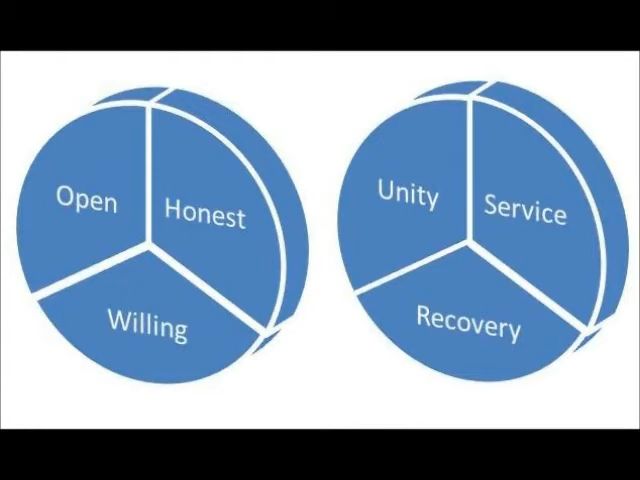 Open
Honest
Willing
Unity
Service
Recovery